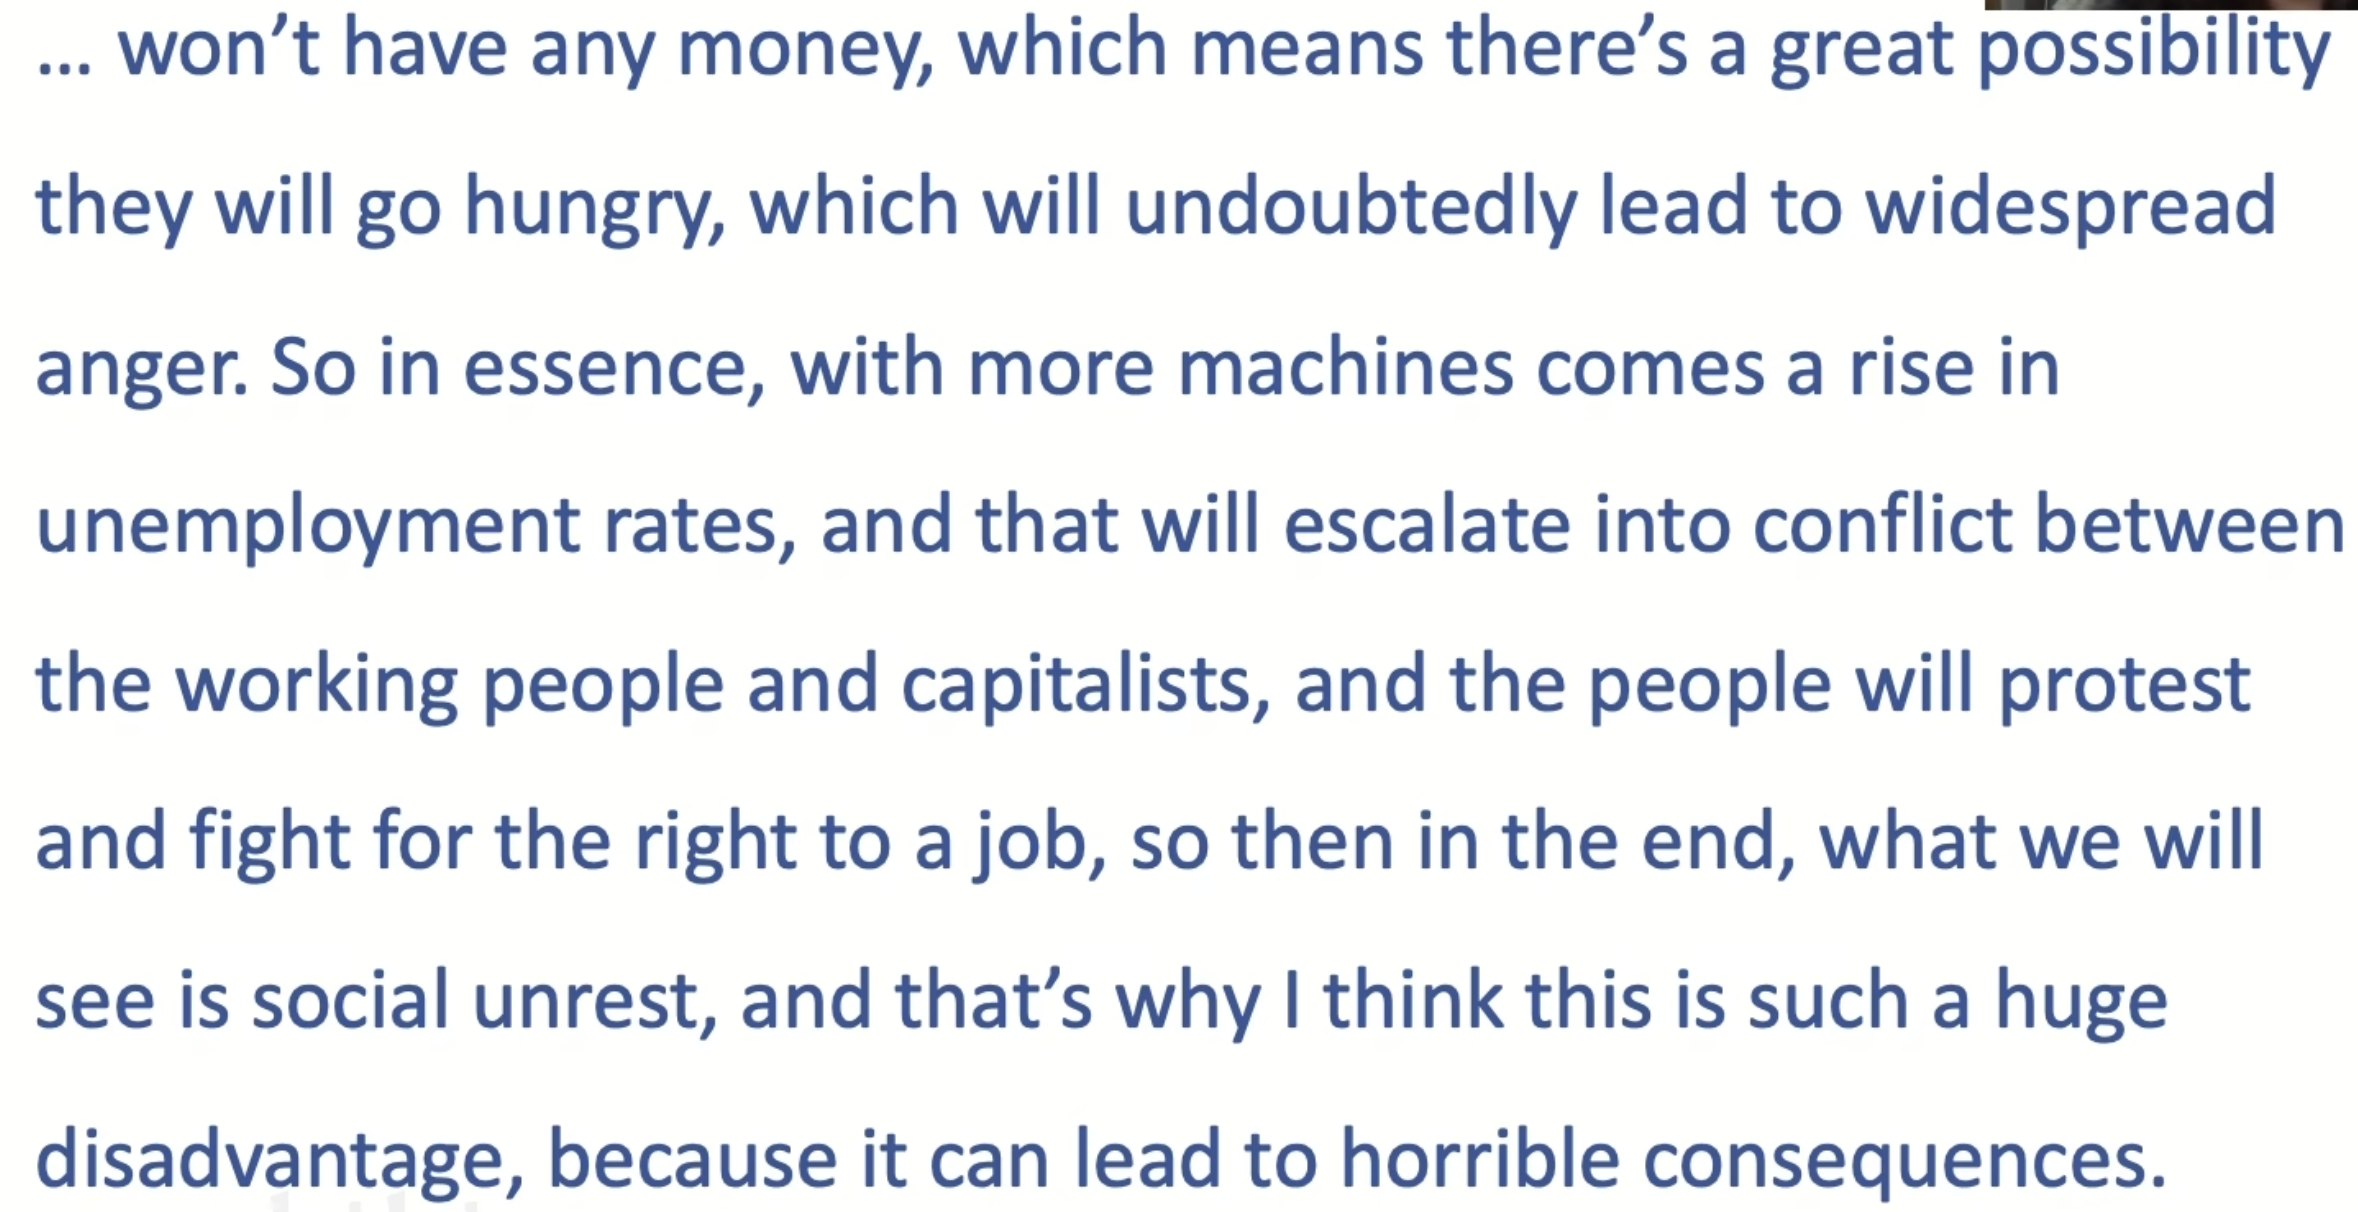 ... won’t have any money, which means there’s a great possibility
they will go hungry, which will undoubtedly lead to widespread
anger. So in essence, with more machines comes a rise in
unemployment rates, and that will escalate into conflict between
the working people and capitalists, and the people will protest
and fight for the right to a job, so then in the end, what we will
see is social unrest, and that’s why I think this is such a huge
disadvantage, because it can lead to horrible consequences.